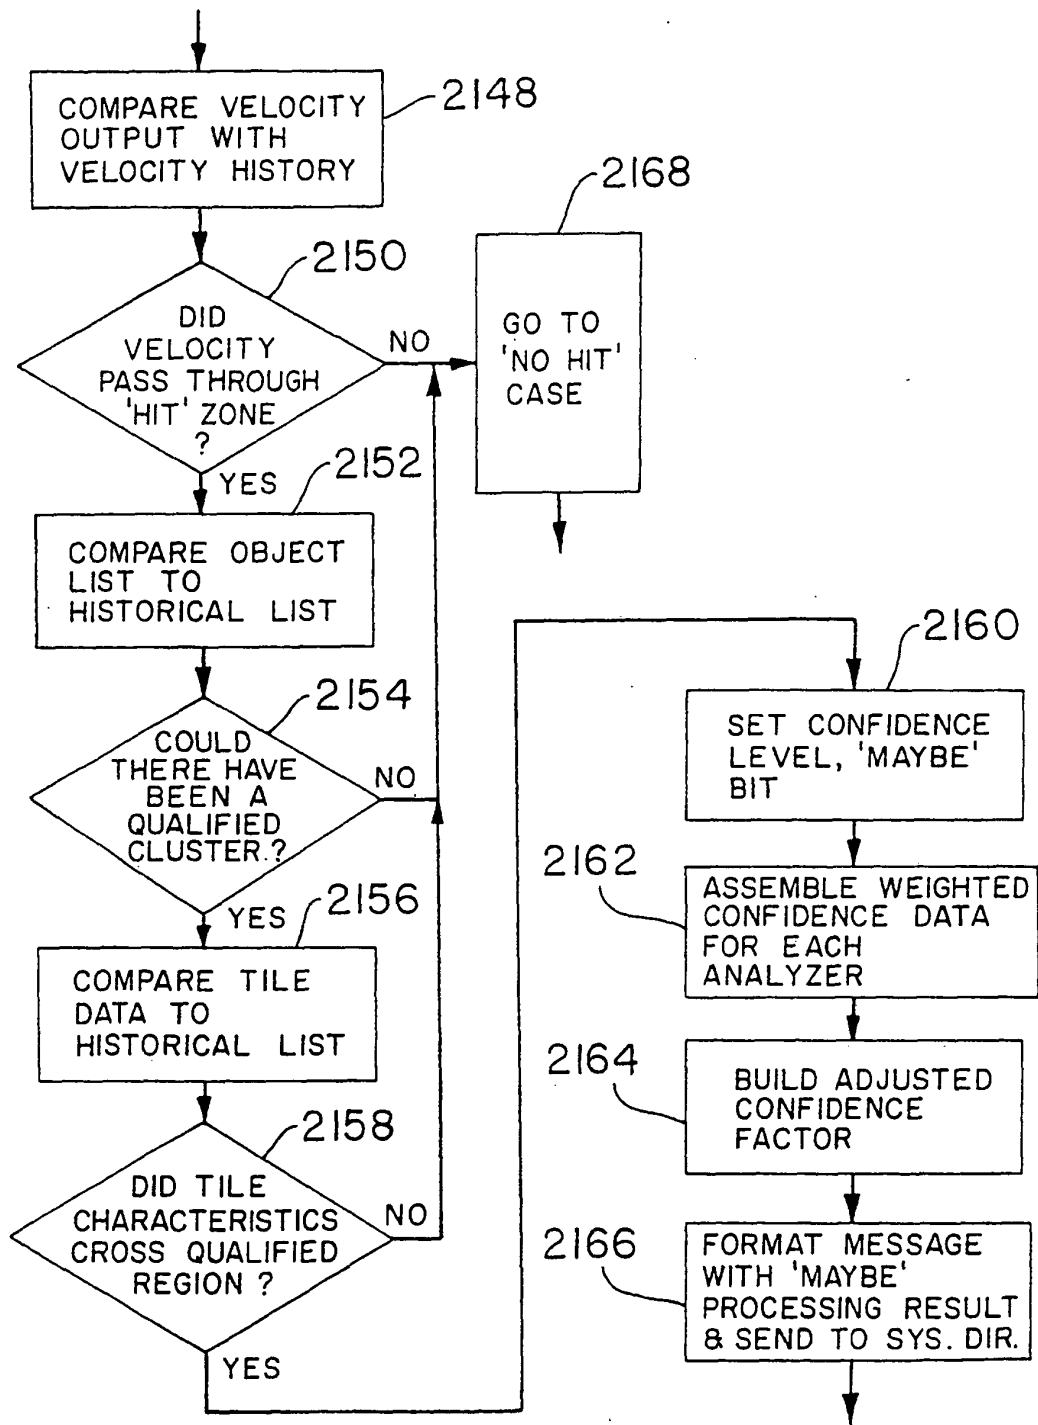 2148
COMPARE VELOCITY
OUTPUT WITH
VELOCITY HISTORY
2168
2150
DID
VELOCITY
PASS THROUGH
'HIT' ZONE
?
NO
GO TO
'NO HIT'
CASE
YES
2152
COMPARE OBJECT
LIST TO
HISTORICAL LIST
2154
COULD
THERE HAVE
BEEN A
QUALIFIED
CLUSTER.?
NO
YES
2156
COMPARE TILE
DATA TO
HISTORICAL LIST
2158
DID TILE
CHARACTERISTICS
CROSS QUALIFIED
REGION ?
NO
YES
2160
SET CONFIDENCE
LEVEL, 'MAYBE'
BIT
2162
ASSEMBLE WEIGHTED
CONFIDENCE DATA
FOR EACH
ANALYZER
2164
BUILD ADJUSTED
CONFIDENCE
FACTOR
2166
FORMAT MESSAGE
WITH 'MAYBE'
PROCESSING RESULT
& SEND TO SYS. DIR.